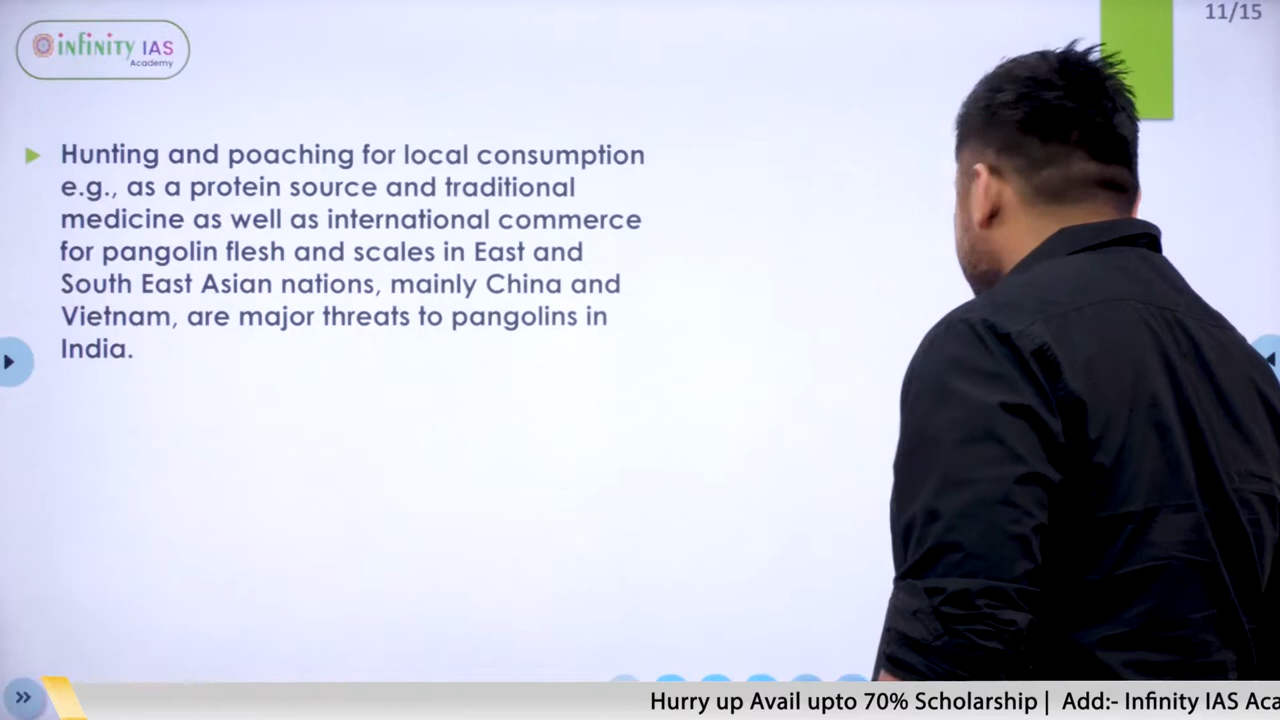 11/15
infinity IAS
Academy
Hunting and poaching for local consumption
e.g., as a protein source and traditional
medicine as well as international commerce
for pangolin flesh and scales in East and
South East Asian nations, mainly China and
Vietnam, are major threats to pangolins in
India.
Hurry up Avail upto 70% Scholarship | Add:- Infinity IAS Aca